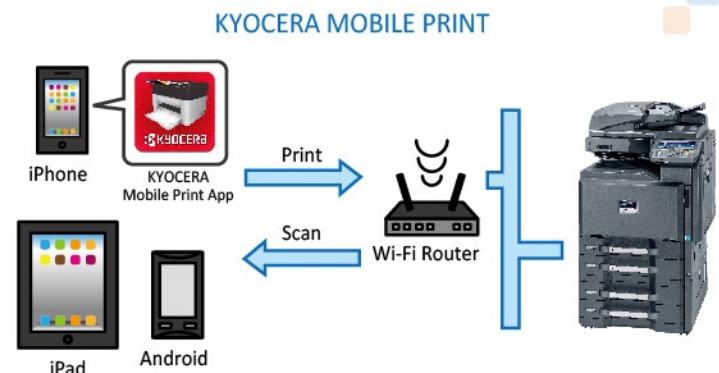 KYOCERA MOBILE PRINT
KYOCERA
iPhone
KYOCERA
Mobile Print App
Print
Scan
Wi-Fi Router
iPad
Android